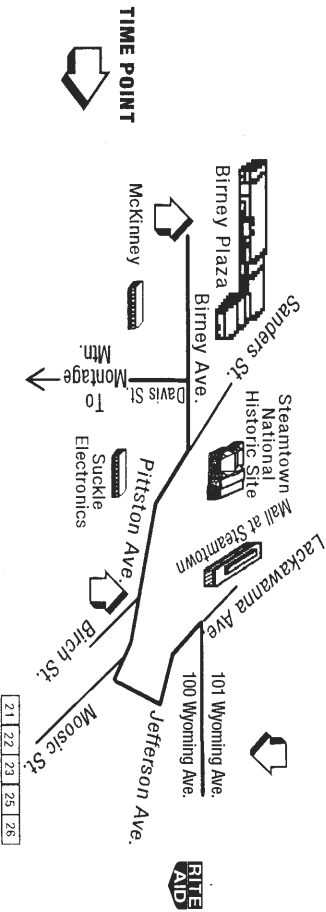 TIME POINT
Birney Plaza
McKinney
Birney Ave.
Sanders St.
Davis St.
To
Montage
Mtn.
Steamtown
National
Historic Site
Mall at Steamtown
Lackawanna Ave.
Suckle
Electronics
Pittston Ave.
Birch St.
Moosic St.
Jefferson Ave.
101 Wyoming Ave.
100 Wyoming Ave.
21 22 23 25 26
RITE
AID